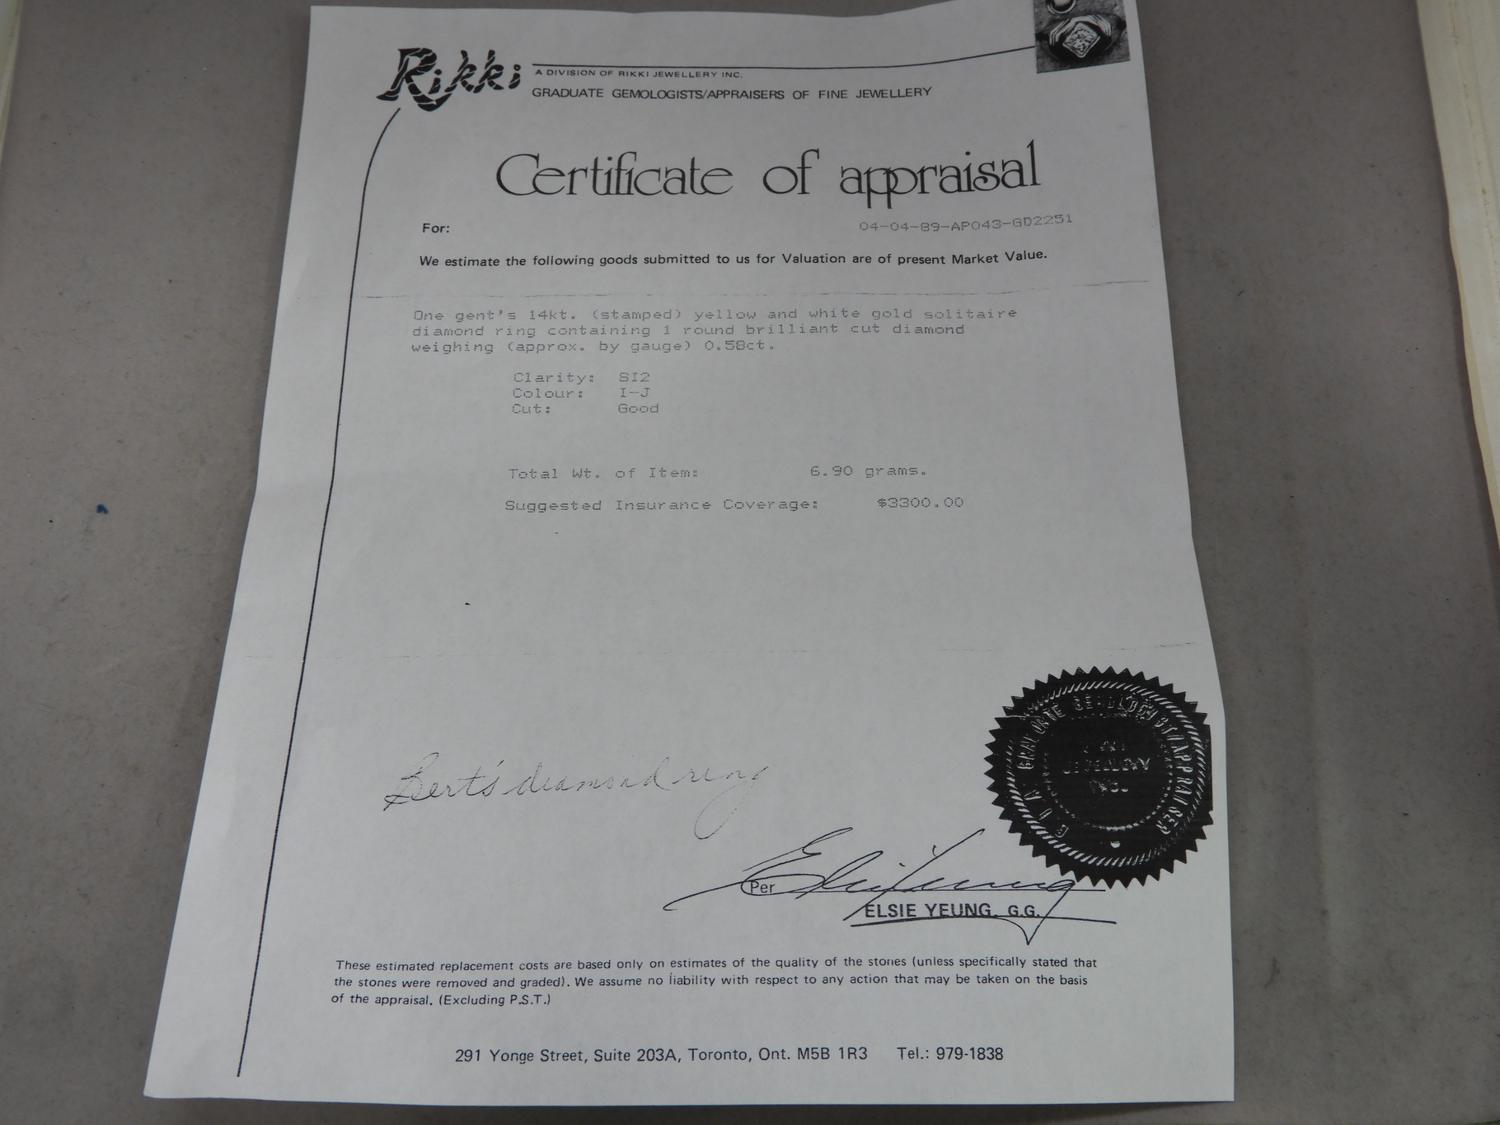 Rikki
A DIVISION OF RIKKI JEWELLERY INC.
GRADUATE GEMOLOGISTS/APPRAISERS OF FINE JEWELLERY
Certificate of appraisal
For:
04-04-89-AP043-GD2251
We estimate the following goods submitted to us for Valuation are of present Market Value.
One gent's 14kt. (stamped) yellow and white gold solitaire
diamond ring containing 1 round brilliant cut diamond
weighing (approx. by gauge) 0.58ct.
Clarity: SI2
Colour: I-J
Cut: Good
Total Wt. of Item: 6.90 grams.
Suggested Insurance Coverage: $3300.00
Bert's diamond ring
Per Elsie Yeung
ELSIE YEUNG, G.G.
GRADUATE GEMOLOGIST/APPRAISER
JEWELLERY
These estimated replacement costs are based only on estimates of the quality of the stones (unless specifically stated that
the stones were removed and graded). We assume no liability with respect to any action that may be taken on the basis
of the appraisal. (Excluding P.S.T.)
291 Yonge Street, Suite 203A, Toronto, Ont. M5B 1R3 Tel.: 979-1838